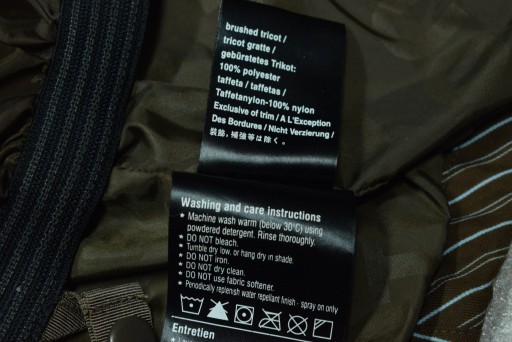 brushed tricot /
tricot gratte /
gebürstetes Trikot:
100% polyester
taffeta / taffetas /
Taffetanylon-100% nylon
Exclusive of trim / A L'Exception
Des Bordures / Nicht Verzierung /
装飾，補強等は除く。
Washing and care instructions
* Machine wash warm (below 30°C) using
powdered detergent. Rinse thoroughly.
* DO NOT bleach.
* Tumble dry low, or hang dry in shade.
* DO NOT iron.
* DO NOT dry clean.
* DO NOT use fabric softener.
* Periodically replenish water repellant finish - spray on only
Entretien